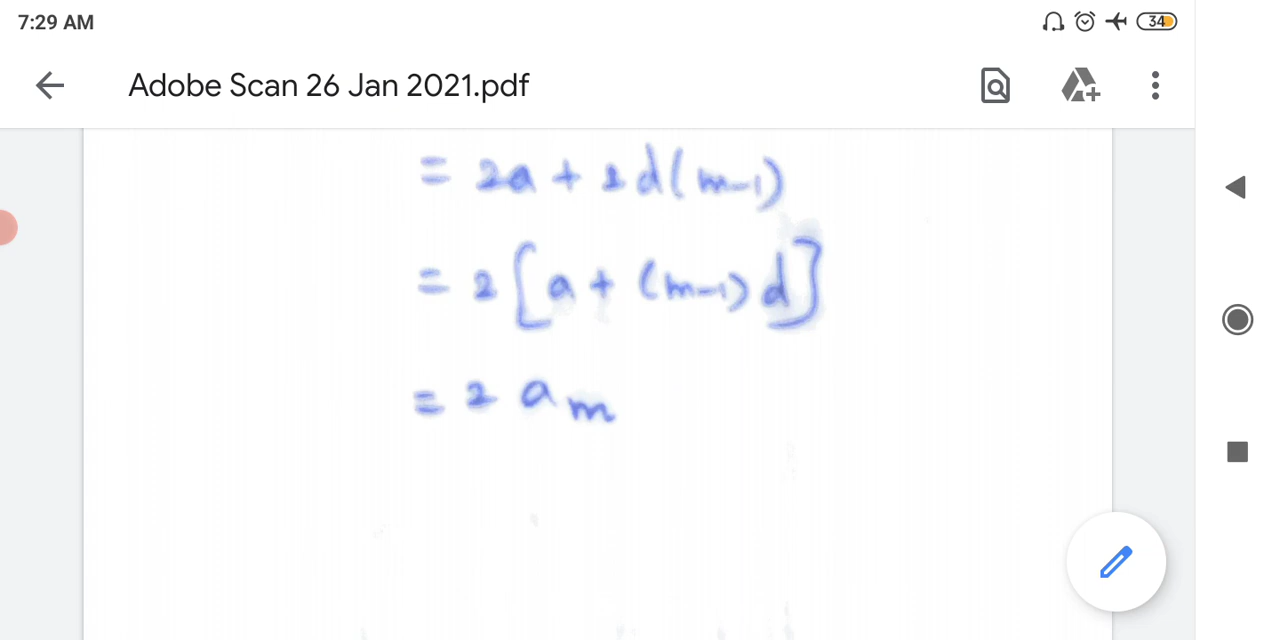 7:29 AM
34
Adobe Scan 26 Jan 2021.pdf
= 2a + 2d(m-1)
= 2[a + (m-1)d]
= 2 a_m